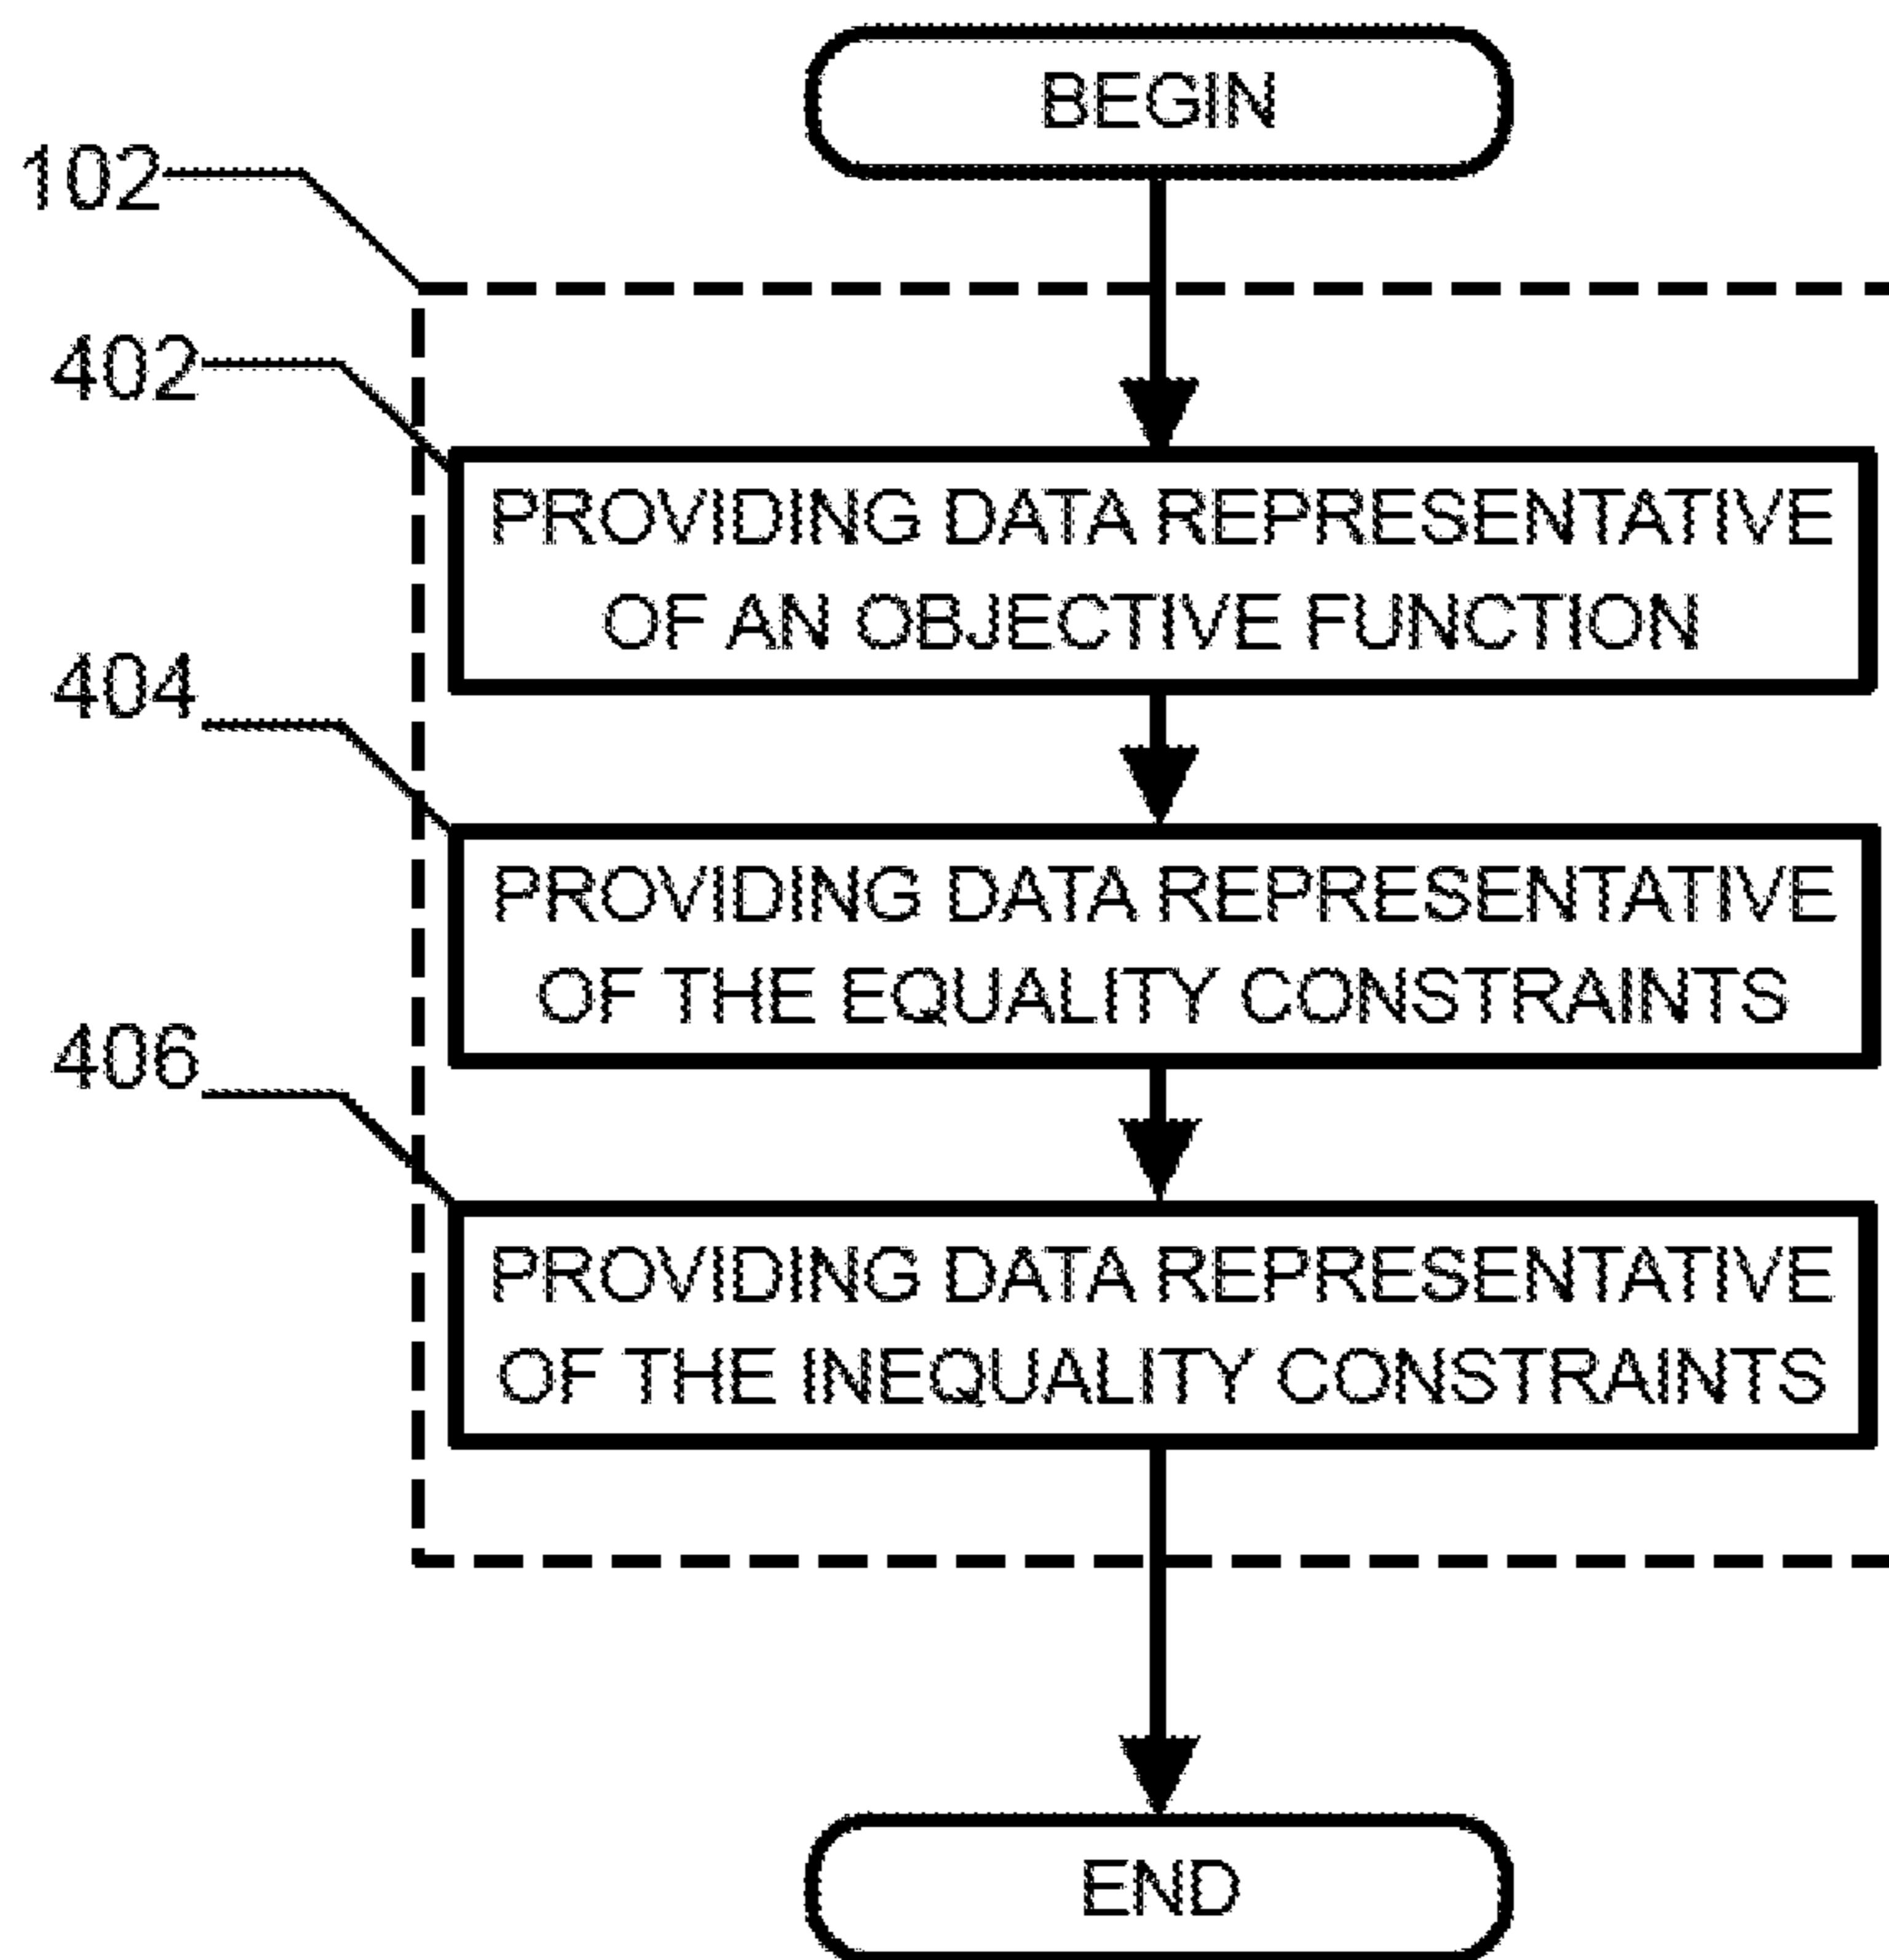 BEGIN
102
402
PROVIDING DATA REPRESENTATIVE
OF AN OBJECTIVE FUNCTION
404
PROVIDING DATA REPRESENTATIVE
OF THE EQUALITY CONSTRAINTS
406
PROVIDING DATA REPRESENTATIVE
OF THE INEQUALITY CONSTRAINTS
END